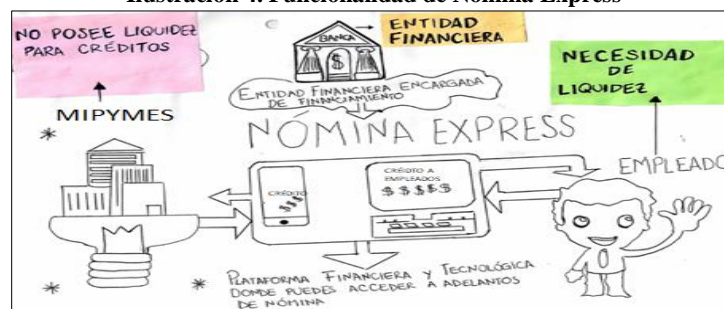 Ilustración 4. Funcionalidad de Nómina Express
NO POSEE LIQUIDEZ
PARA CRÉDITOS
MIPYMES
BANCA
$
ENTIDAD
FINANCIERA
ENTIDAD FINANCIERA ENCARGADA
DE FINANCIAMIENTO
NECESIDAD
DE
LIQUIDEZ
NÓMINA EXPRESS
EMPLEADO
CRÉDITO
$$$
CRÉDITO A
EMPLEADOS
$$$$$
PLATAFORMA FINANCIERA Y TECNOLÓGICA
DONDE PUEDES ACCEDER A ADELANTOS
DE NÓMINA